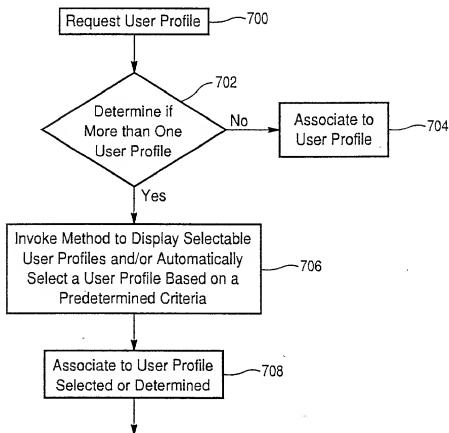 Request User Profile
700
702
Determine if
More than One
User Profile
No
Associate to
User Profile
704
Yes
Invoke Method to Display Selectable
User Profiles and/or Automatically
Select a User Profile Based on a
Predetermined Criteria
706
Associate to User Profile
Selected or Determined
708